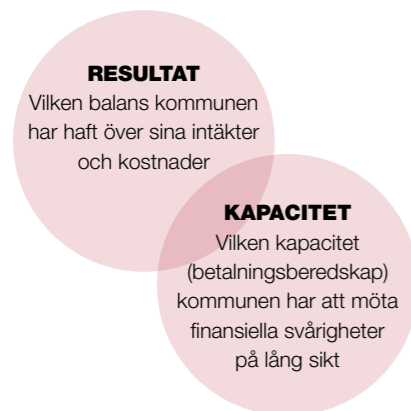 RESULTAT
Vilken balans kommunen
har haft över sina intäkter
och kostnader
KAPACITET
Vilken kapacitet
(betalningsberedskap)
kommunen har att möta
finansiella svårigheter
på lång sikt